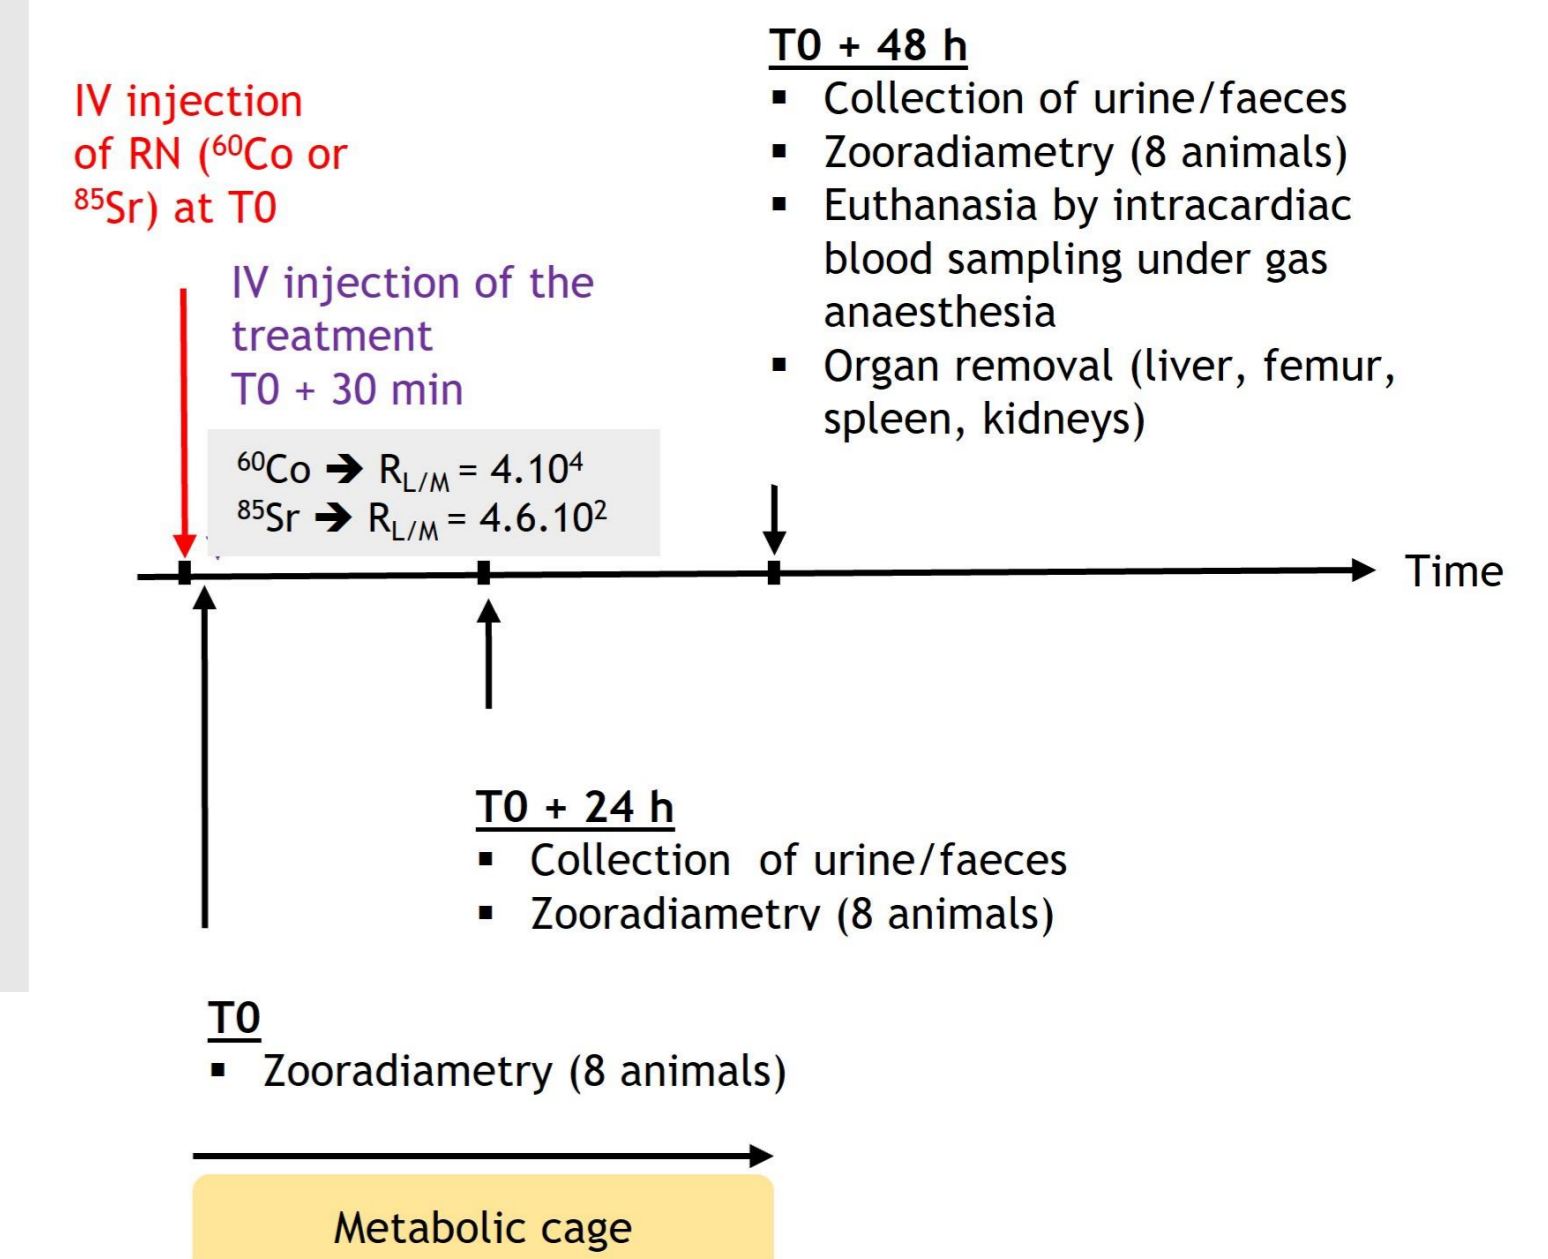 IV injection
of RN (⁶⁰Co or
⁸⁵Sr) at T0
IV injection of the
treatment
T0 + 30 min
⁶⁰Co ➔ R_L/M = 4.10⁴
⁸⁵Sr ➔ R_L/M = 4.6.10²
T0 + 48 h
▪ Collection of urine/faeces
▪ Zooradiametry (8 animals)
▪ Euthanasia by intracardiac
blood sampling under gas
anaesthesia
▪ Organ removal (liver, femur,
spleen, kidneys)
Time
T0 + 24 h
▪ Collection of urine/faeces
▪ Zooradiametry (8 animals)
T0
▪ Zooradiametry (8 animals)
Metabolic cage